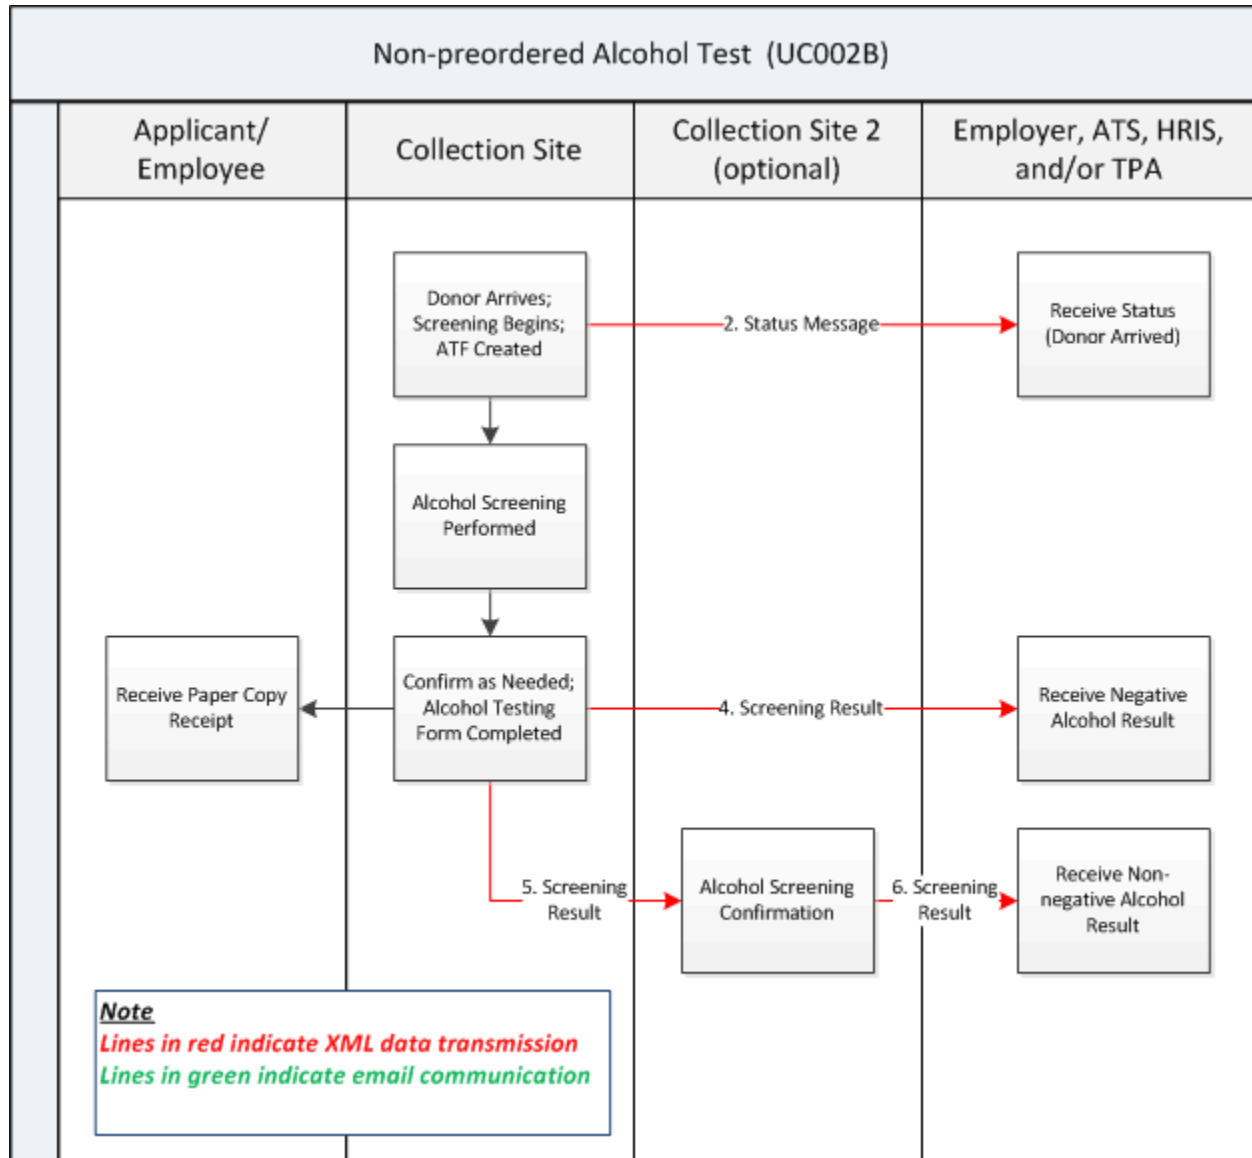 Non-preordered Alcohol Test (UC002B)
Applicant/
Employee
Collection Site
Collection Site 2
(optional)
Employer, ATS, HRIS,
and/or TPA
Donor Arrives;
Screening Begins;
ATF Created
2. Status Message
Receive Status
(Donor Arrived)
Alcohol Screening
Performed
Receive Paper Copy
Receipt
Confirm as Needed;
Alcohol Testing
Form Completed
4. Screening Result
Receive Negative
Alcohol Result
5. Screening
Result
Alcohol Screening
Confirmation
6. Screening
Result
Receive Non-
negative Alcohol
Result
Note
Lines in red indicate XML data transmission
Lines in green indicate email communication